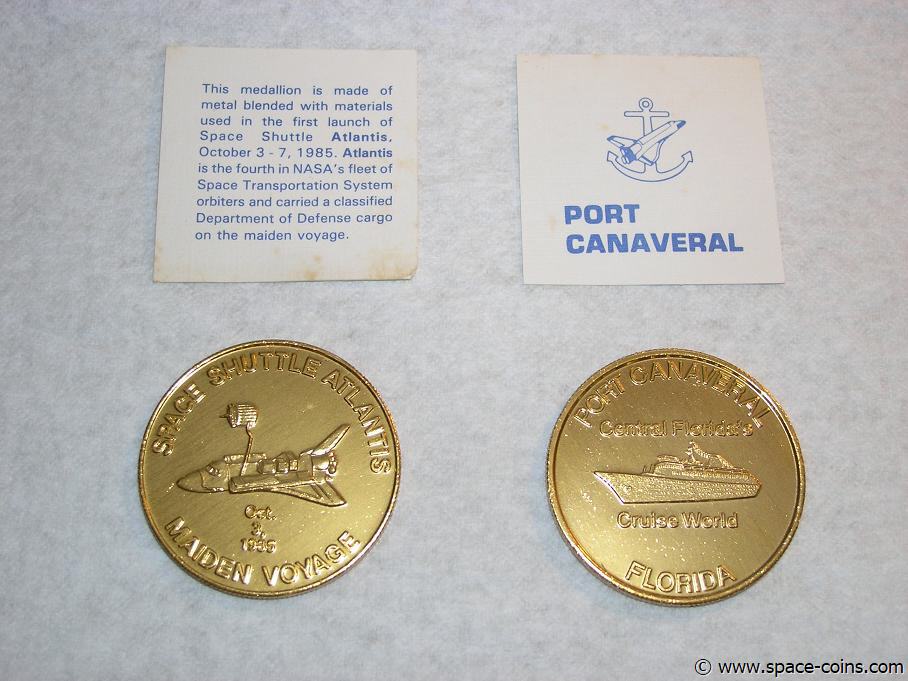 This medallion is made of
metal blended with materials
used in the first launch of
Space Shuttle Atlantis,
October 3 - 7, 1985. Atlantis
is the fourth in NASA's fleet of
Space Transportation System
orbiters and carried a classified
Department of Defense cargo
on the maiden voyage.
PORT
CANAVERAL
SPACE SHUTTLE ATLANTIS
Oct.
3,
1985
MAIDEN VOYAGE
PORT CANAVERAL
Central Florida's
Cruise World
FLORIDA
© www.space-coins.com